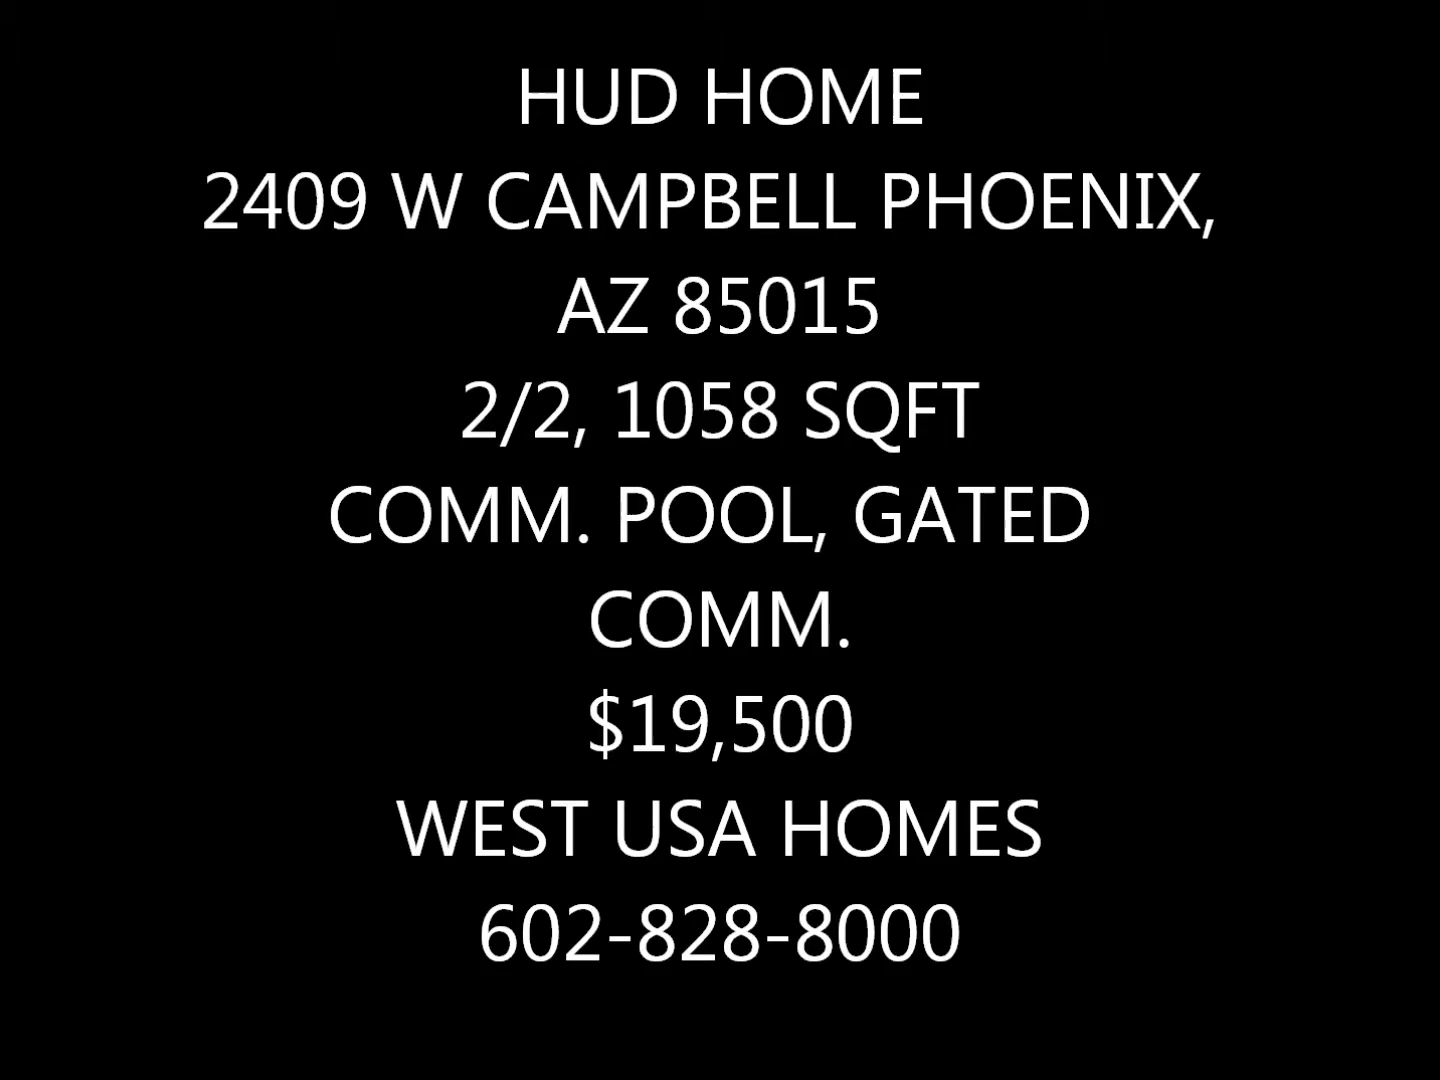 HUD HOME
2409 W CAMPBELL PHOENIX,
AZ 85015
2/2, 1058 SQFT
COMM. POOL, GATED
COMM.
$19,500
WEST USA HOMES
602-828-8000